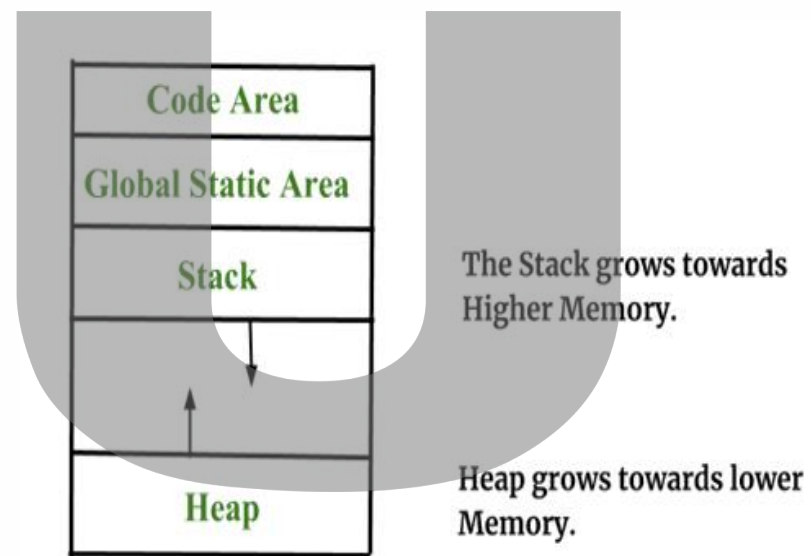 Code Area
Global Static Area
Stack
The Stack grows towards
Higher Memory.
Heap
Heap grows towards lower
Memory.